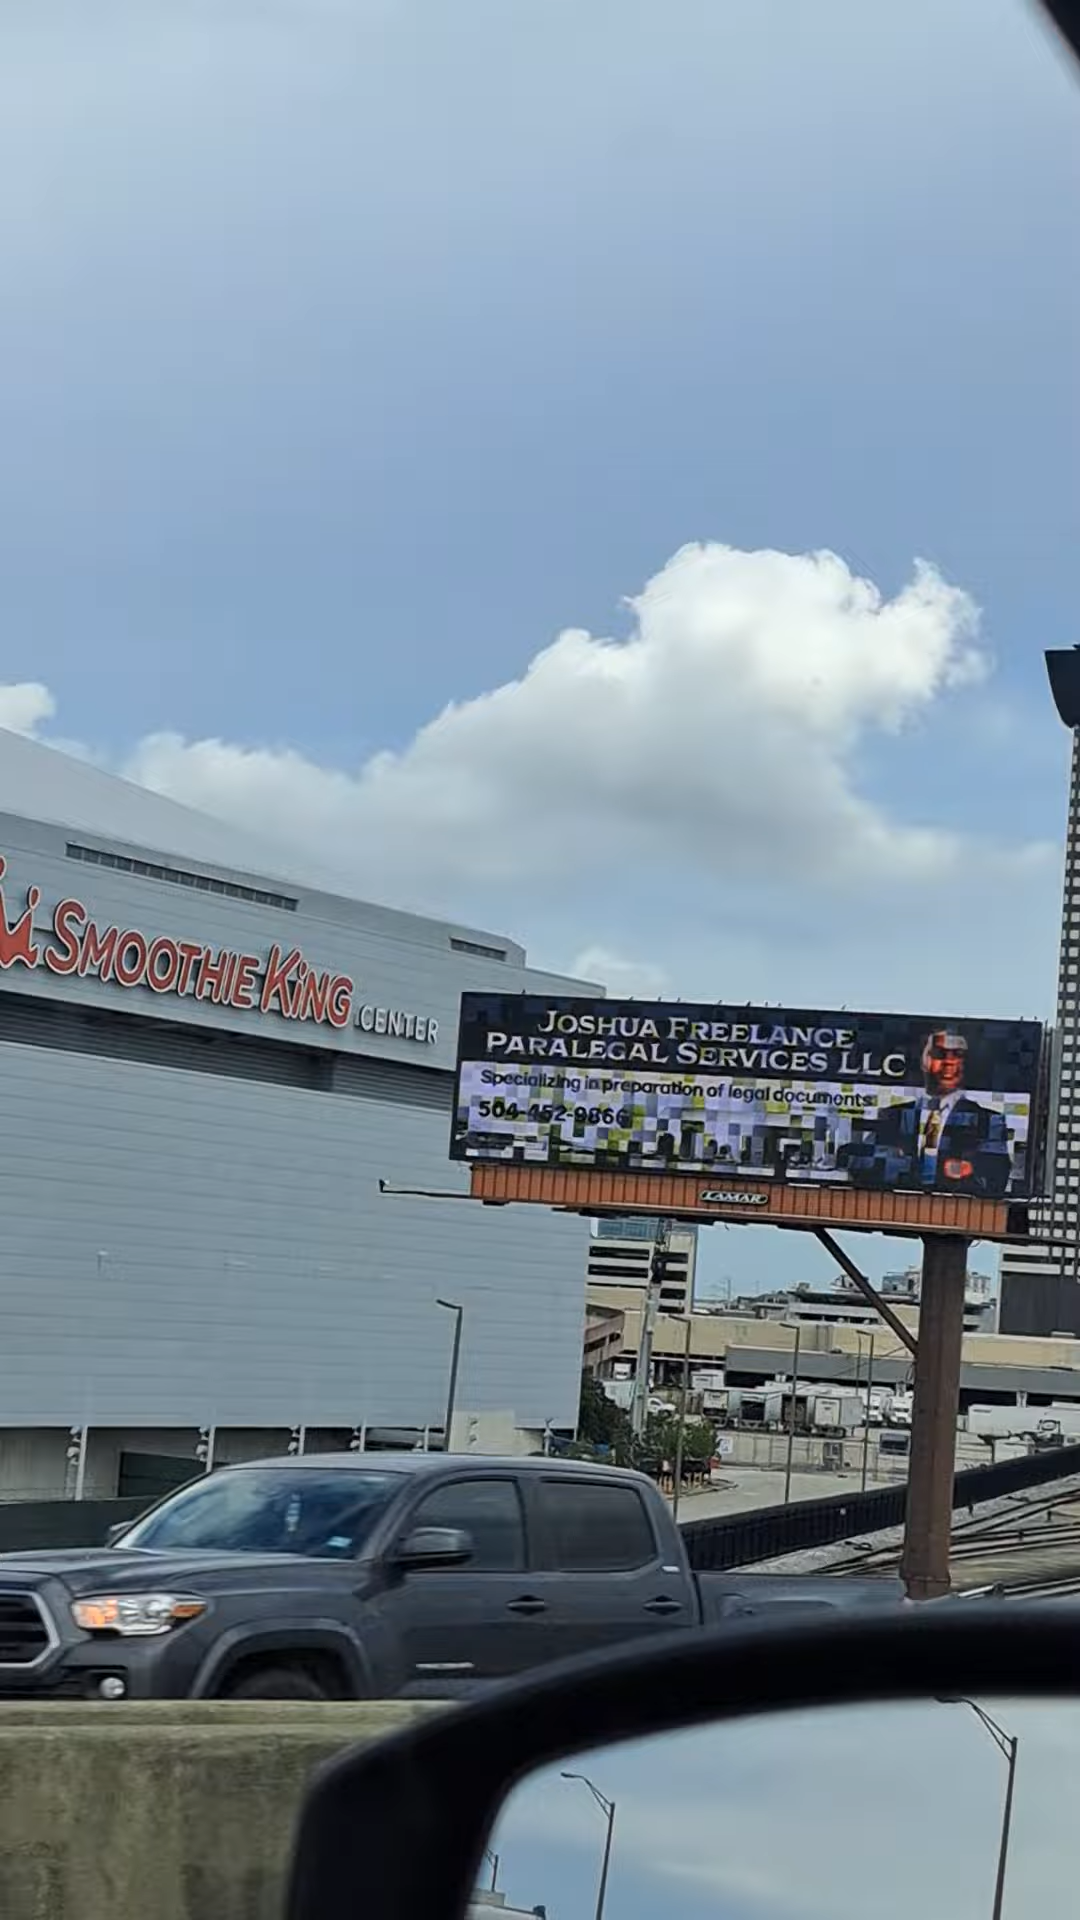 SMOOTHIE KING CENTER
JOSHUA FREELANCE
PARALEGAL SERVICES LLC
Specializing in preparation of legal documents
504-452-9866
LAMAR